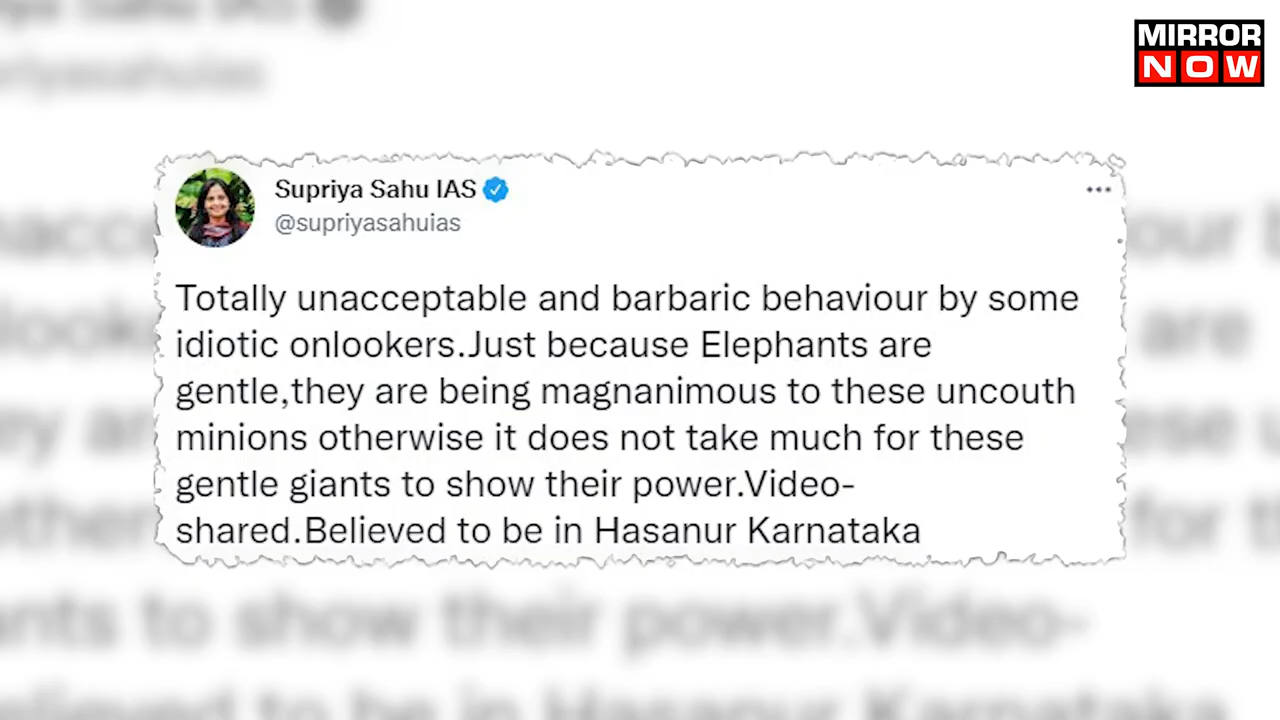 MIRROR
NOW
Supriya Sahu IAS
@supriyasahuias
Totally unacceptable and barbaric behaviour by some
idiotic onlookers.Just because Elephants are
gentle,they are being magnanimous to these uncouth
minions otherwise it does not take much for these
gentle giants to show their power.Video-
shared.Believed to be in Hasanur Karnataka